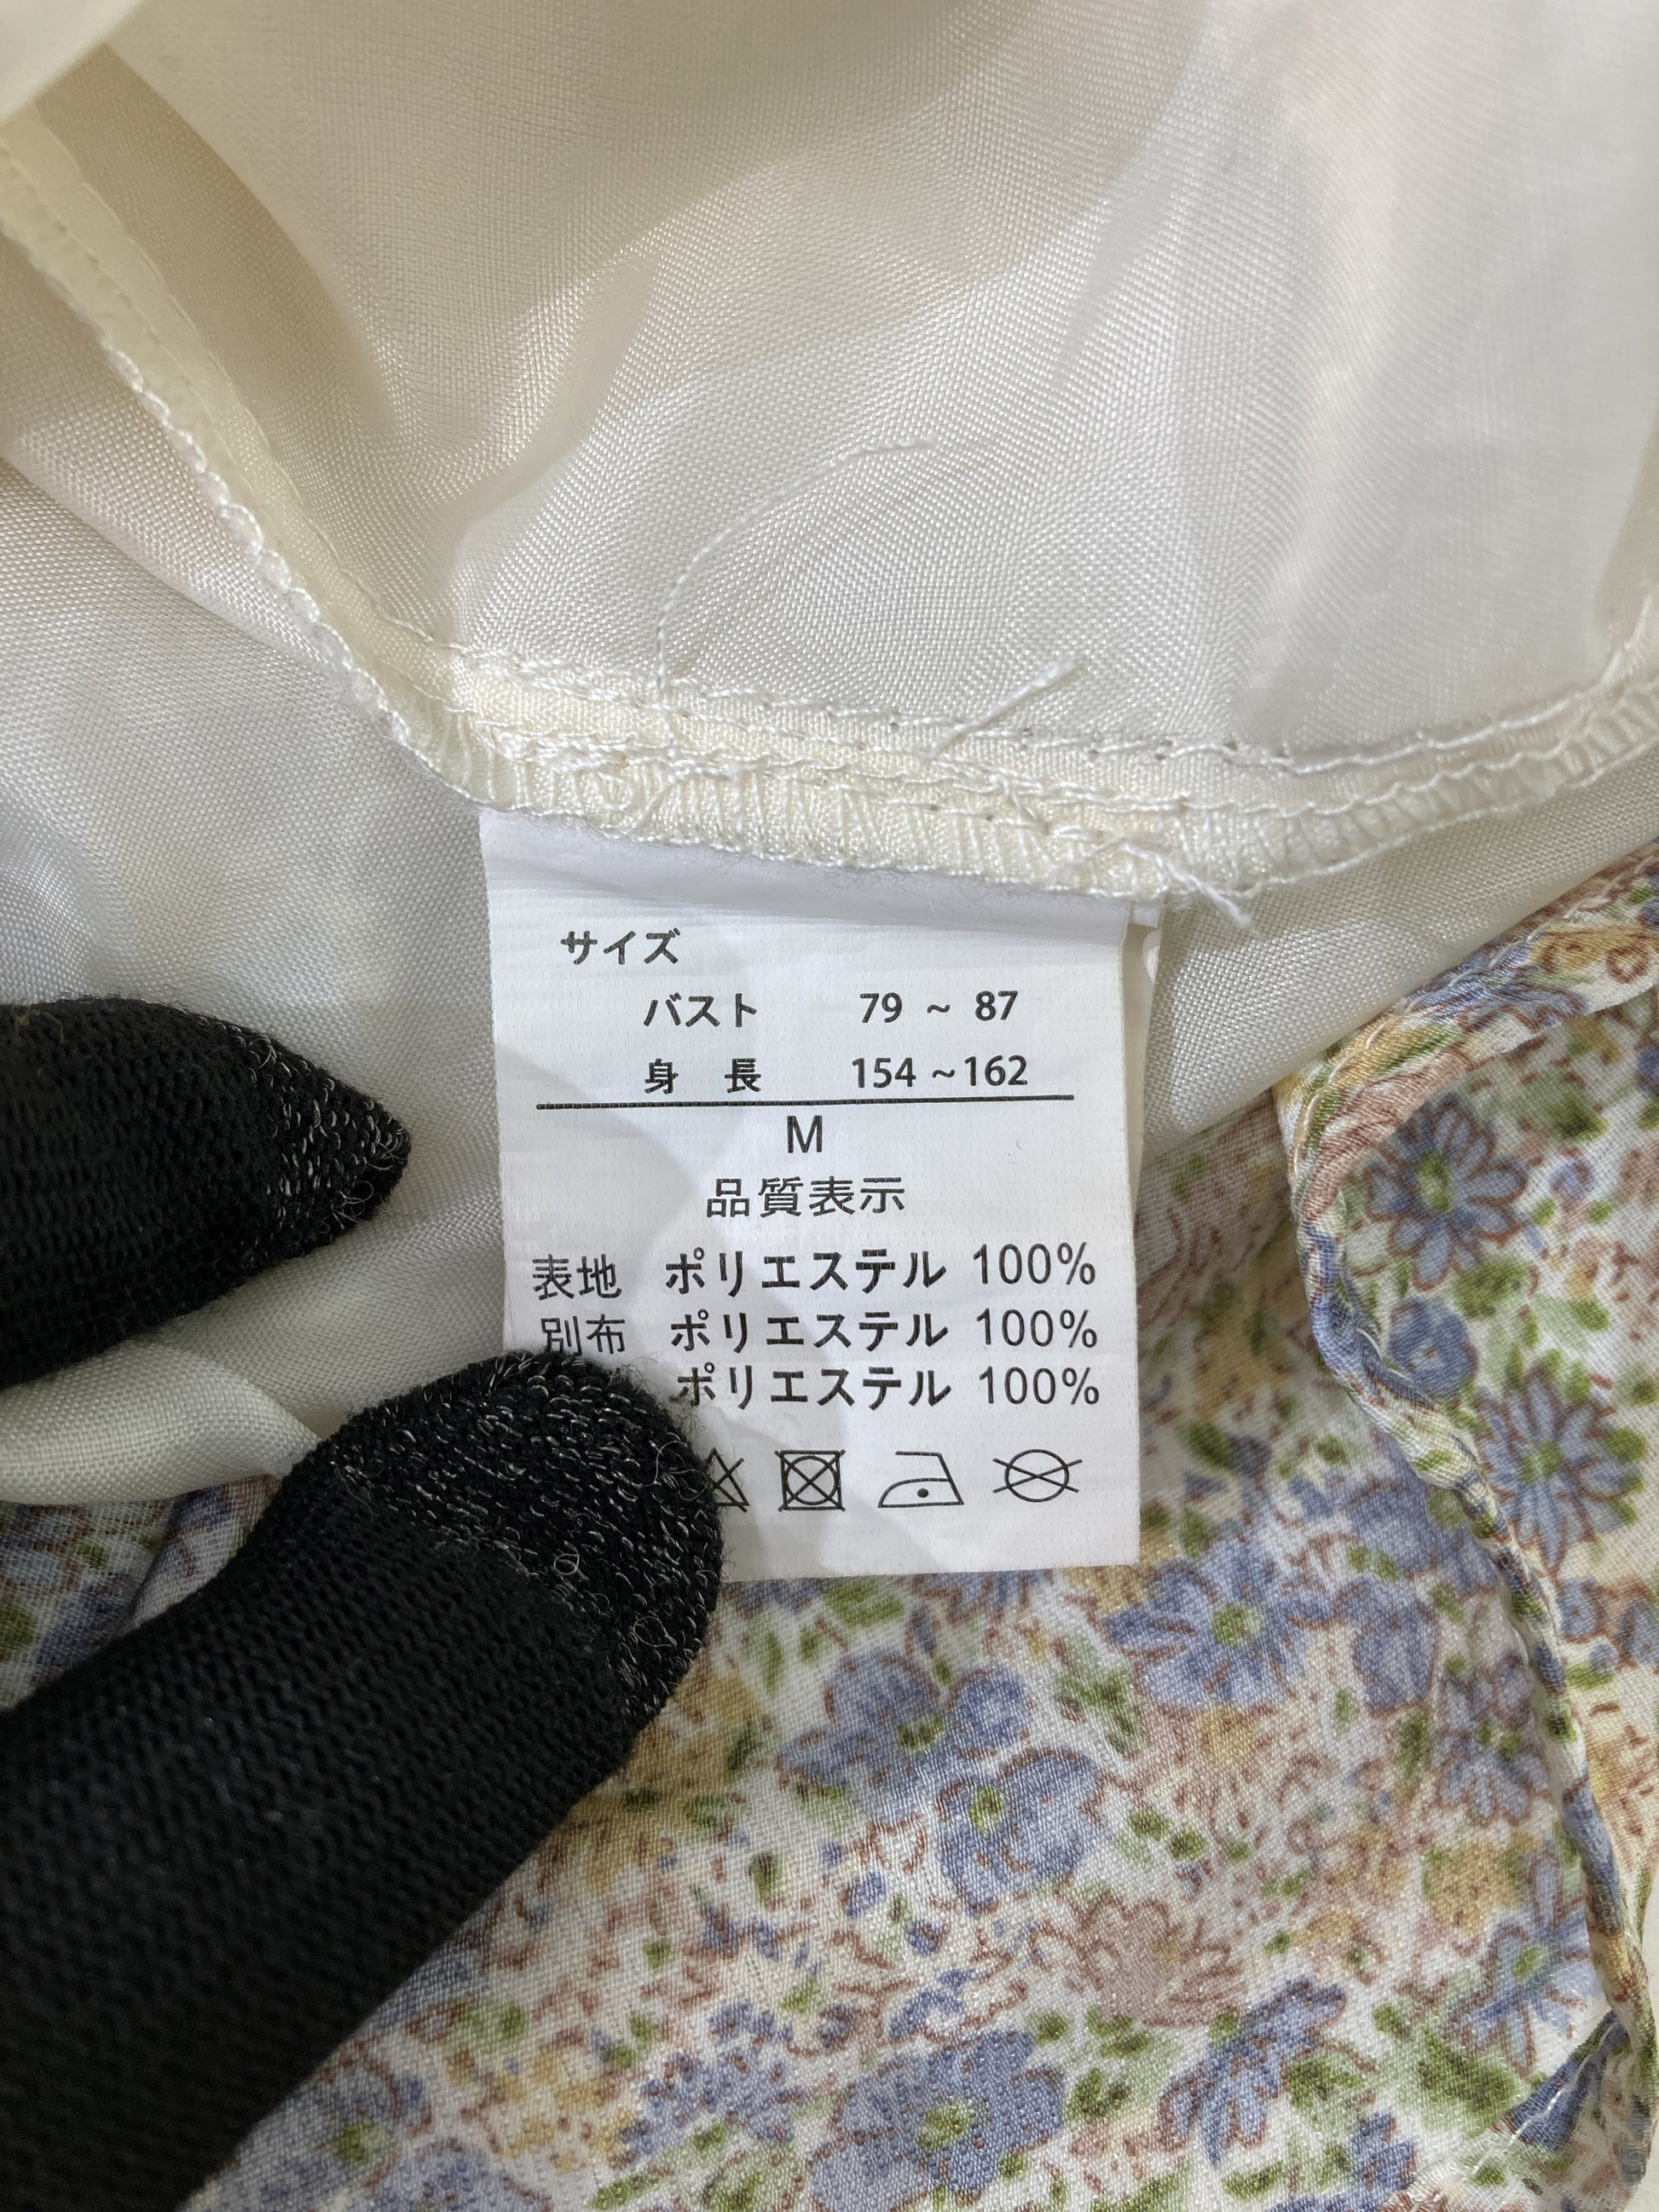 サイズ
バスト 79 ~ 87
身 長 154 ~162
M
品質表示
表地 ポリエステル 100%
別布 ポリエステル 100%
ポリエステル 100%